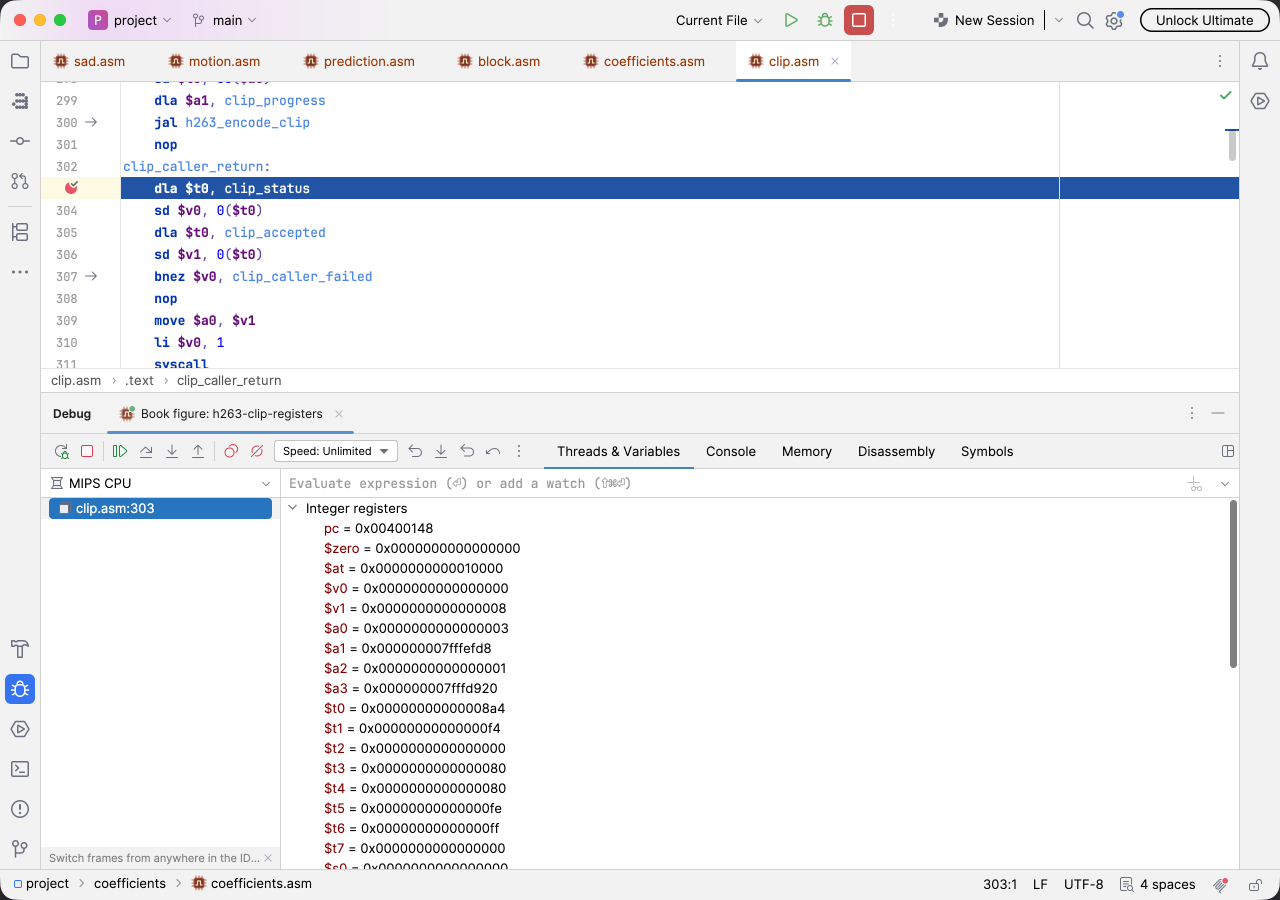 P project main Current File New Session Unlock Ultimate
sad.asm motion.asm prediction.asm block.asm coefficients.asm clip.asm
299 dla $a1, clip_progress
300 jal h263_encode_clip
301 nop
302 clip_caller_return:
dla $t0, clip_status
304 sd $v0, 0($t0)
305 dla $t0, clip_accepted
306 sd $v1, 0($t0)
307 bnez $v0, clip_caller_failed
308 nop
309 move $a0, $v1
310 li $v0, 1
311 syscall
clip.asm › .text › clip_caller_return
Debug Book figure: h263-clip-registers
Speed: Unlimited Threads & Variables Console Memory Disassembly Symbols
MIPS CPU Evaluate expression (⏎) or add a watch (⇧⌘⏎)
clip.asm:303
Integer registers
pc = 0x00400148
$zero = 0x0000000000000000
$at = 0x0000000000010000
$v0 = 0x0000000000000000
$v1 = 0x0000000000000008
$a0 = 0x0000000000000003
$a1 = 0x000000007fffefd8
$a2 = 0x0000000000000001
$a3 = 0x000000007fffd920
$t0 = 0x00000000000008a4
$t1 = 0x00000000000000f4
$t2 = 0x0000000000000000
$t3 = 0x0000000000000080
$t4 = 0x0000000000000080
$t5 = 0x00000000000000fe
$t6 = 0x00000000000000ff
$t7 = 0x0000000000000000
$s0 = 0x0000000000000000
Switch frames from anywhere in the ID...
project › coefficients › coefficients.asm 303:1 LF UTF-8 4 spaces